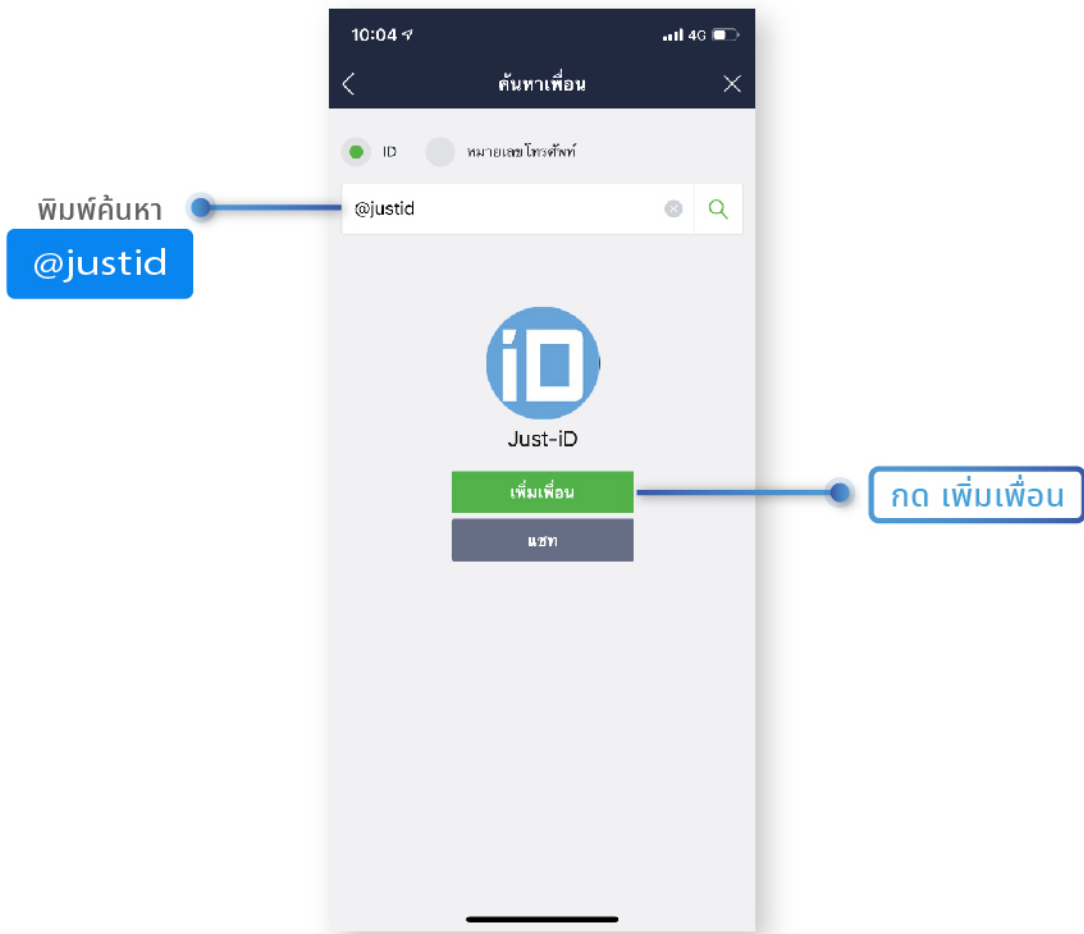 10:04
4G
ค้นหาเพื่อน
ID
หมายเลขโทรศัพท์
พิมพ์ค้นหา
@justid
@justid
iD
Just-iD
เพิ่มเพื่อน
กด เพิ่มเพื่อน
แชท